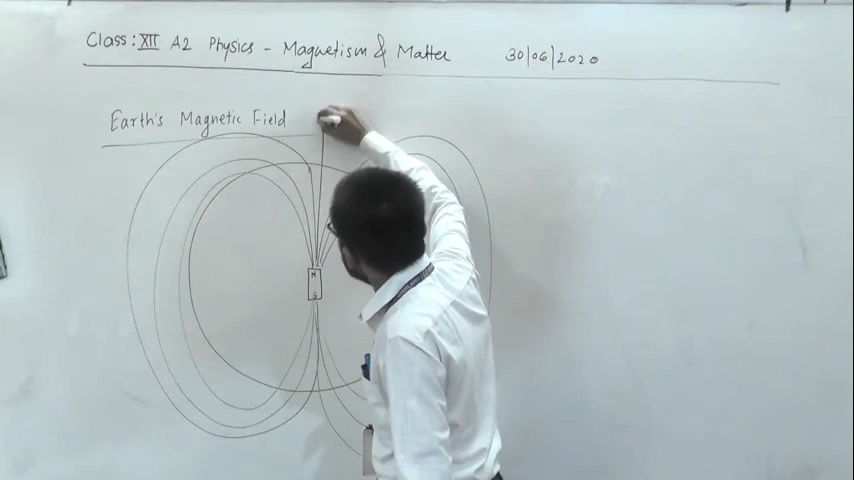 Class: XII A2 Physics - Magnetism & Matter 30/06/2020
Earth's Magnetic Field
N
S